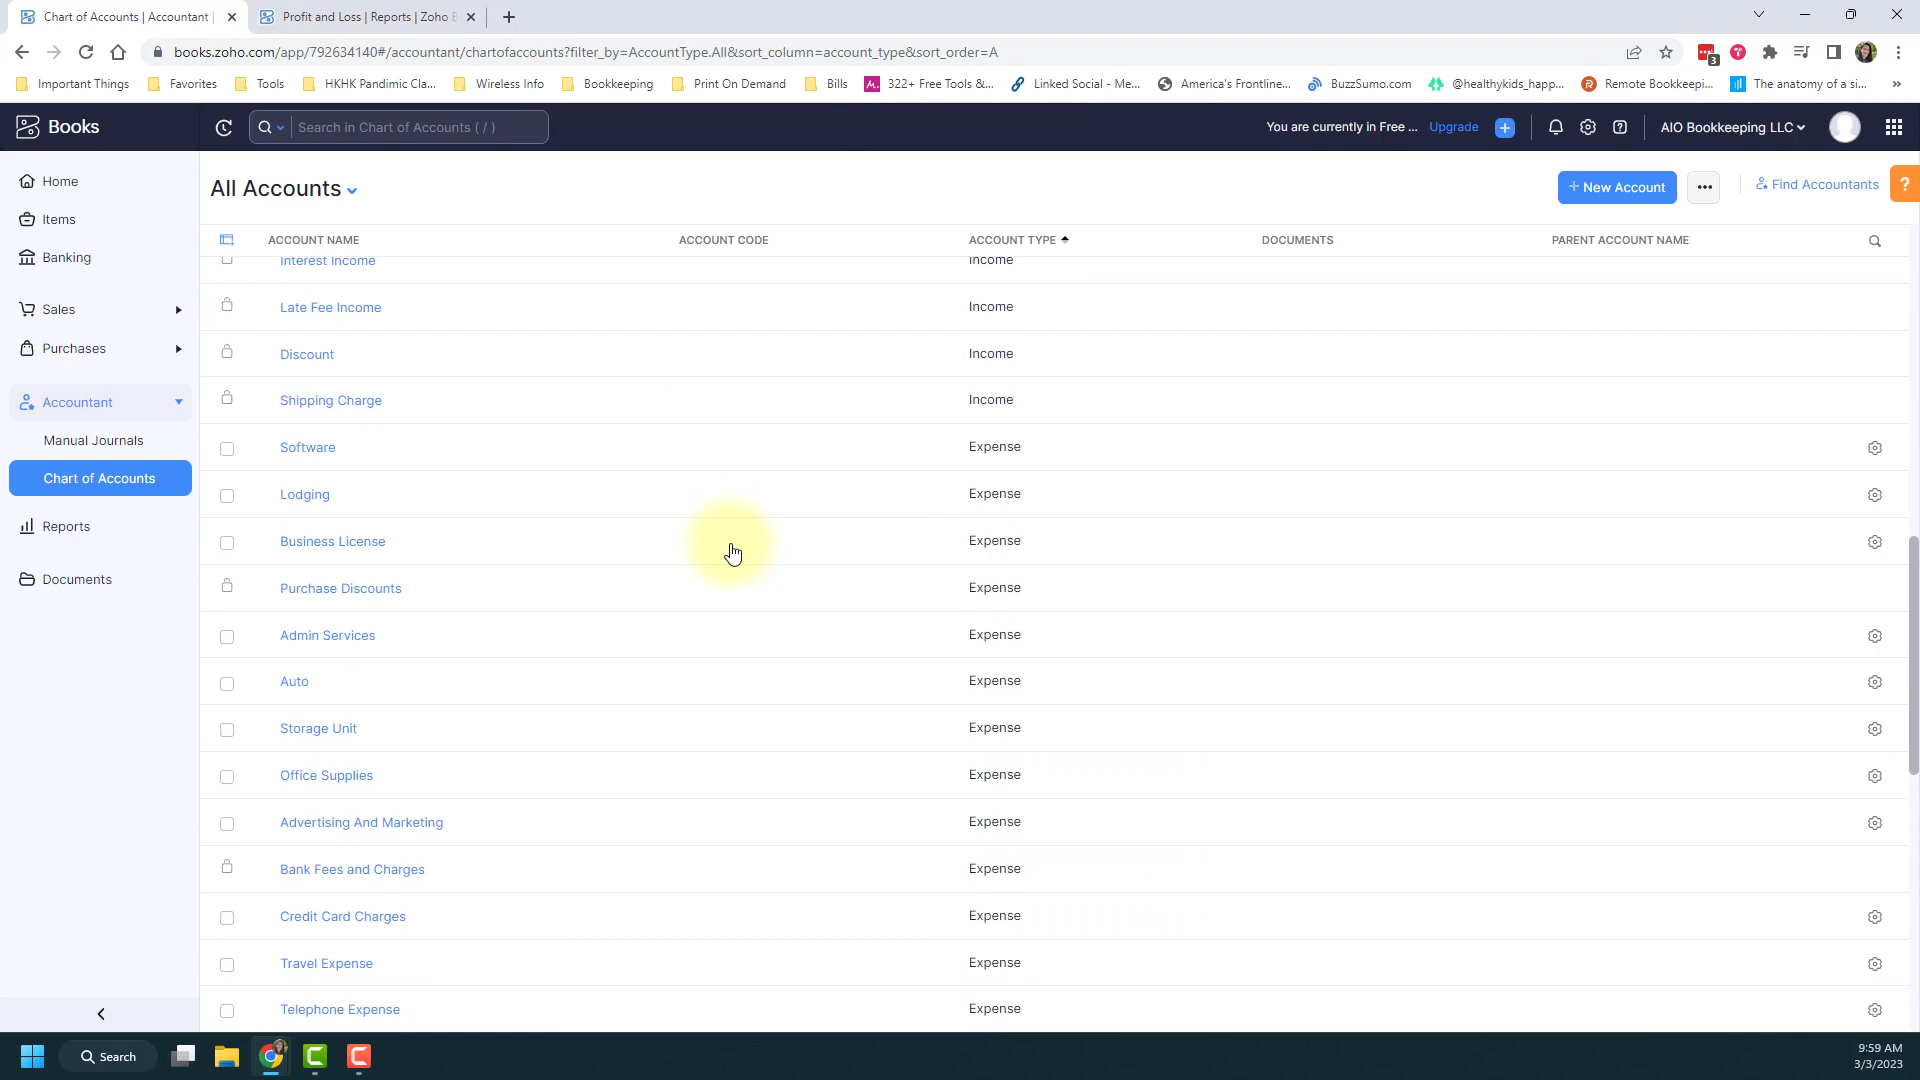 Chart of Accounts | Accountant |
Profit and Loss | Reports | Zoho B
books.zoho.com/app/792634140#/accountant/chartofaccounts?filter_by=AccountType.All&sort_column=account_type&sort_order=A
3
Important Things
Favorites
Tools
HKHK Pandimic Cla...
Wireless Info
Bookkeeping
Print On Demand
Bills
322+ Free Tools &...
Linked Social - Me...
America's Frontline...
BuzzSumo.com
@healthykids_happ...
Remote Bookkeepi...
The anatomy of a si...
»
Books
Search in Chart of Accounts ( / )
You are currently in Free ...
Upgrade
AIO Bookkeeping LLC
Home
Items
Banking
Sales
Purchases
Accountant
Manual Journals
Chart of Accounts
Reports
Documents
All Accounts
+ New Account
Find Accountants
?
ACCOUNT NAME ACCOUNT CODE ACCOUNT TYPE DOCUMENTS PARENT ACCOUNT NAME
Interest Income Income
Late Fee Income Income
Discount Income
Shipping Charge Income
Software Expense
Lodging Expense
Business License Expense
Purchase Discounts Expense
Admin Services Expense
Auto Expense
Storage Unit Expense
Office Supplies Expense
Advertising And Marketing Expense
Bank Fees and Charges Expense
Credit Card Charges Expense
Travel Expense Expense
Telephone Expense Expense
Search
9:59 AM
3/3/2023